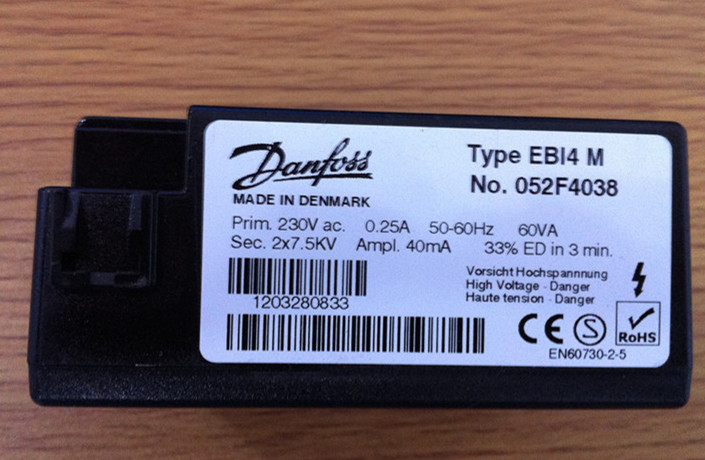 Danfoss
MADE IN DENMARK
Type EBI4 M
No. 052F4038
Prim. 230V ac. 0.25A 50-60Hz 60VA
Sec. 2x7.5KV Ampl. 40mA 33% ED in 3 min.
1203280833
Vorsicht Hochspannnung
High Voltage - Danger
Haute tension - Danger
CE S RoHS
EN60730-2-5